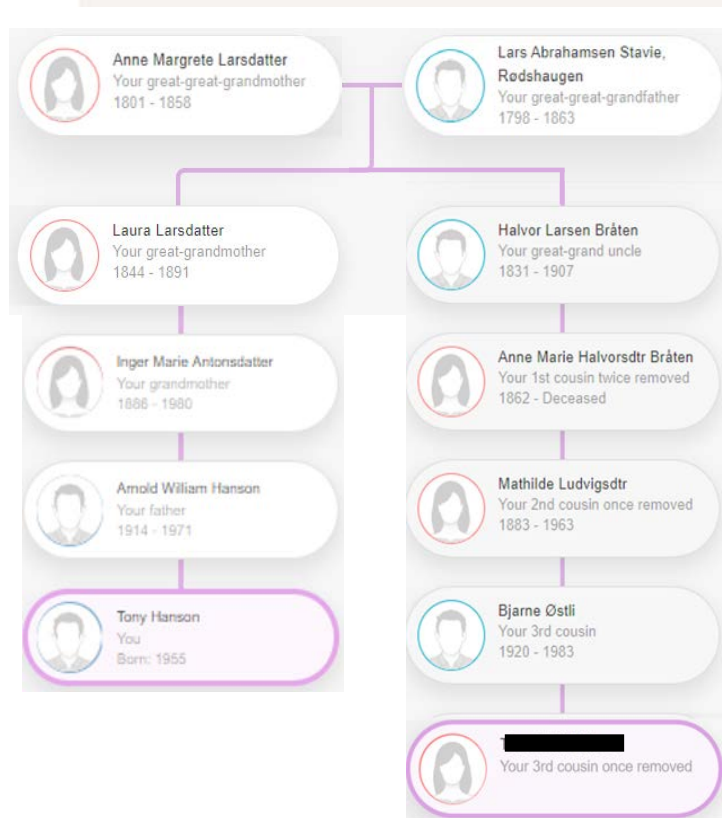 Anne Margrete Larsdatter
Your great-great-grandmother
1801 - 1858
Lars Abrahamsen Stavie,
Rødshaugen
Your great-great-grandfather
1798 - 1863
Laura Larsdatter
Your great-grandmother
1844 - 1891
Halvor Larsen Bråten
Your great-grand uncle
1831 - 1907
Inger Marie Antonsdatter
Your grandmother
1886 - 1980
Anne Marie Halvorsdtr Bråten
Your 1st cousin twice removed
1862 - Deceased
Arnold William Hanson
Your father
1914 - 1971
Mathilde Ludvigsdtr
Your 2nd cousin once removed
1883 - 1963
Tony Hanson
You
Born: 1955
Bjarne Østli
Your 3rd cousin
1920 - 1983
Your 3rd cousin once removed